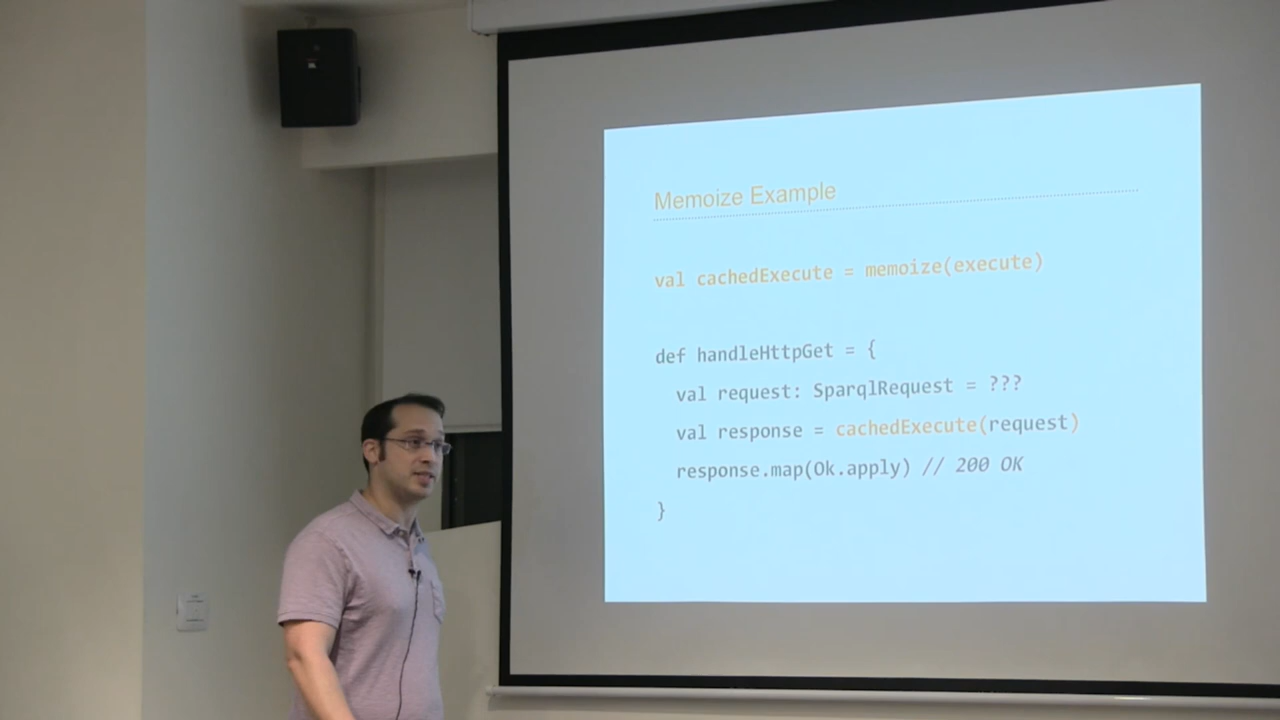 Memoize Example
val cachedExecute = memoize(execute)
def handleHttpGet = {
  val request: SparqlRequest = ???
  val response = cachedExecute(request)
  response.map(Ok.apply) // 200 OK
}